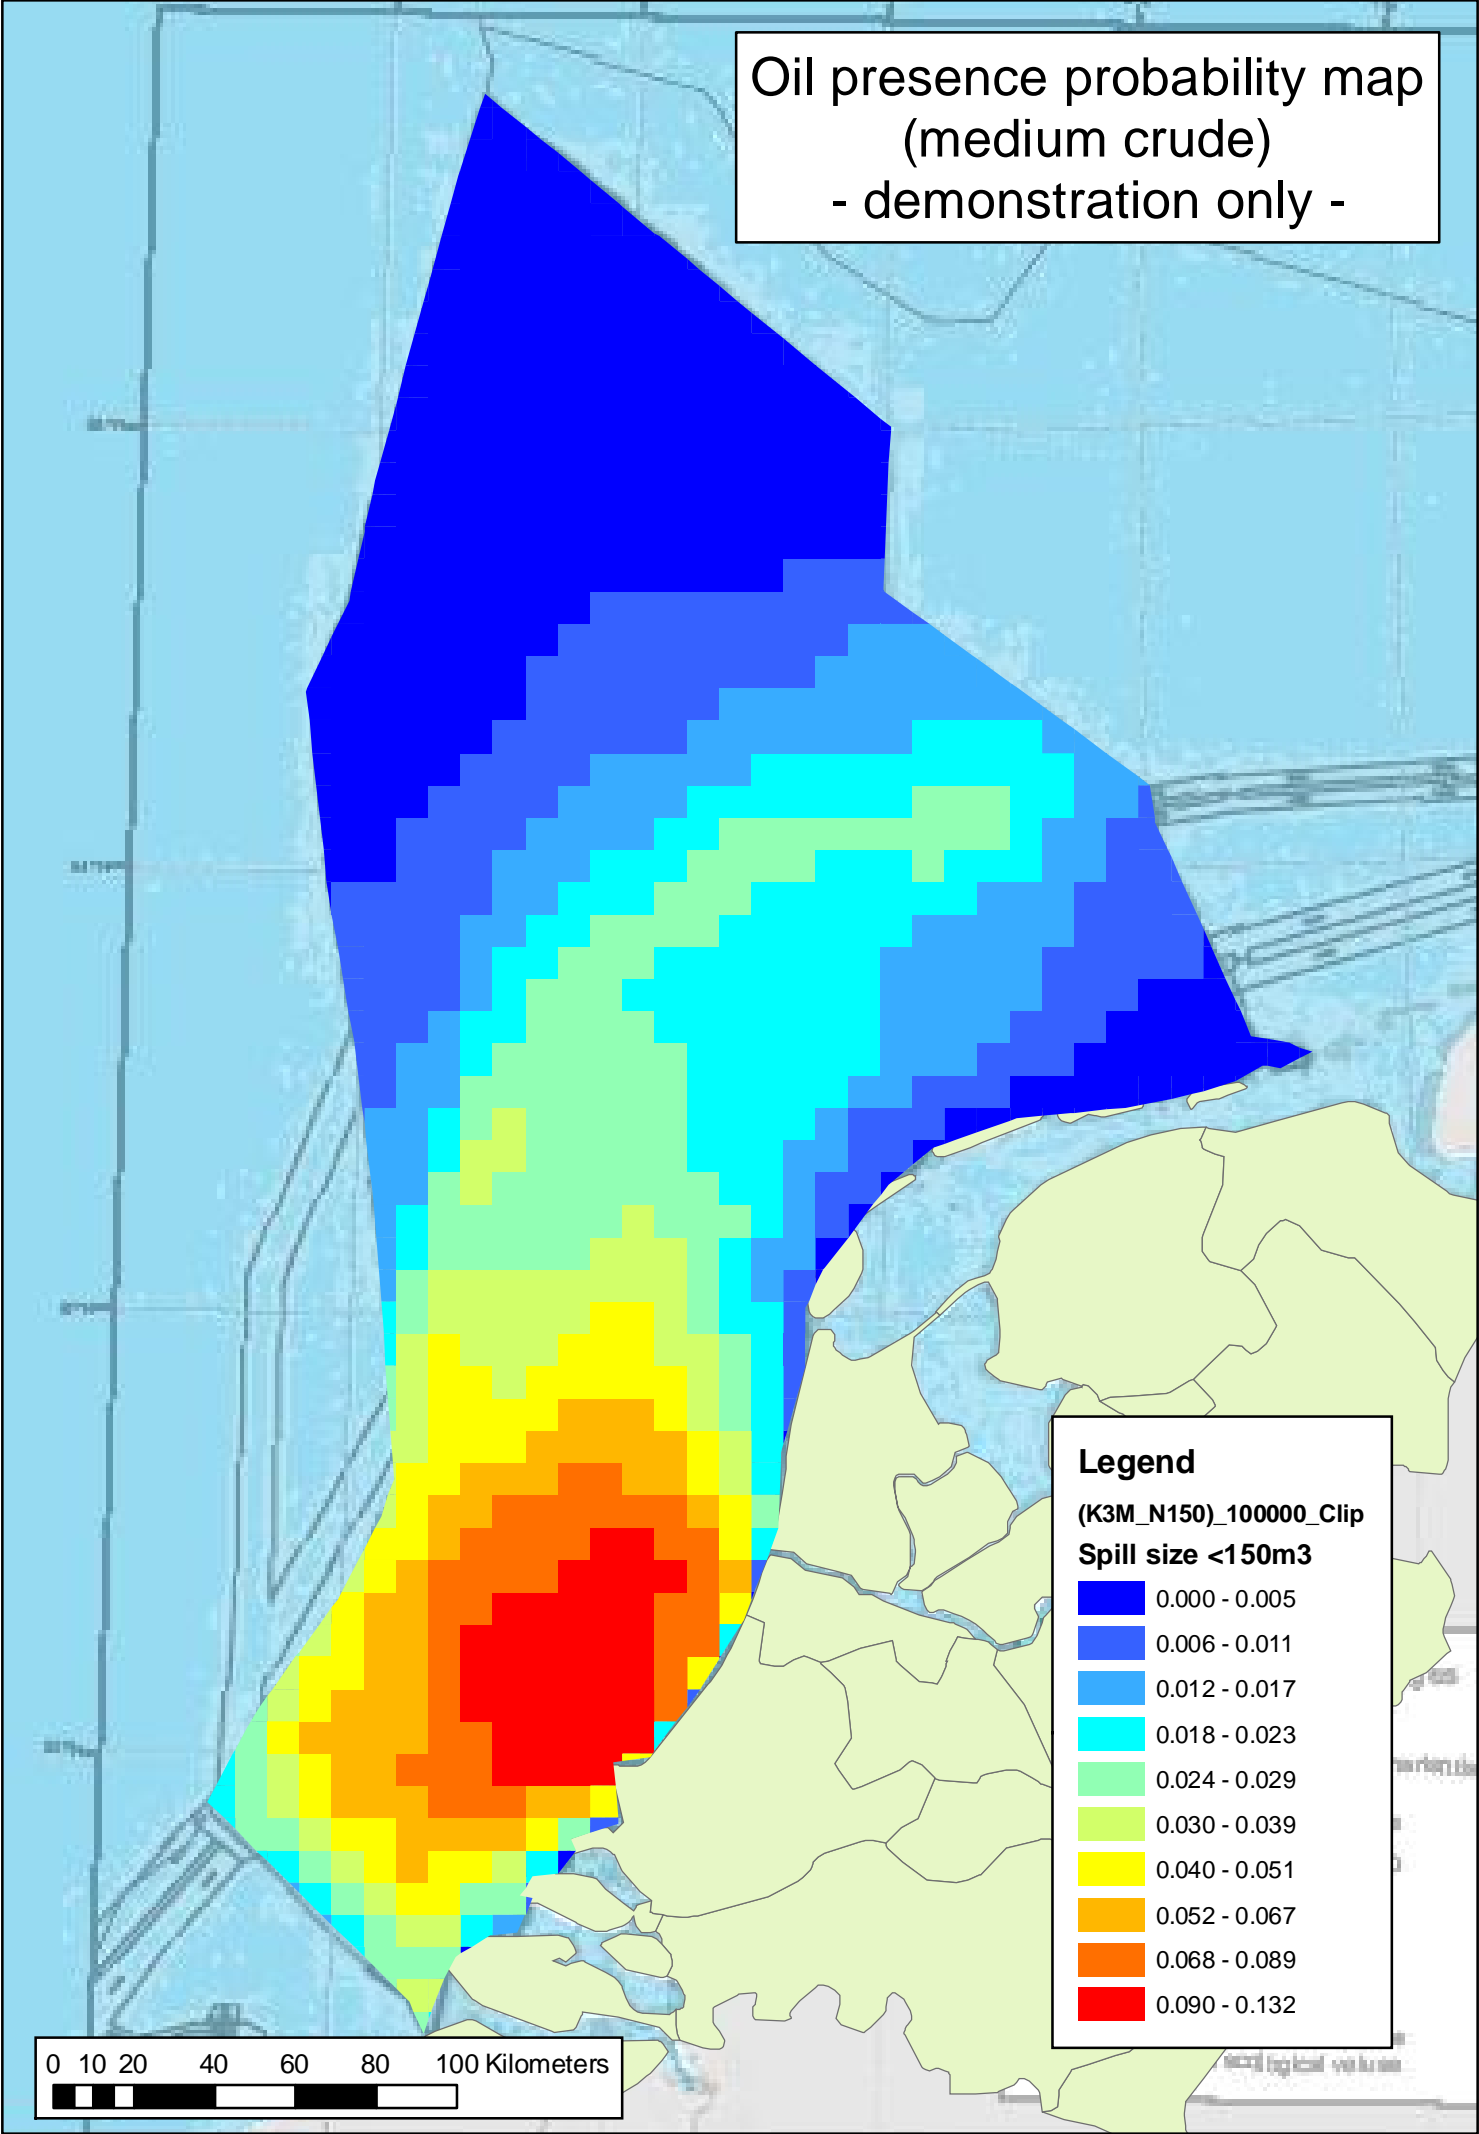 Oil presence probability map
(medium crude)
- demonstration only -
Legend
(K3M_N150)_100000_Clip
Spill size <150m3
0.000 - 0.005
0.006 - 0.011
0.012 - 0.017
0.018 - 0.023
0.024 - 0.029
0.030 - 0.039
0.040 - 0.051
0.052 - 0.067
0.068 - 0.089
0.090 - 0.132
0 10 20 40 60 80 100 Kilometers